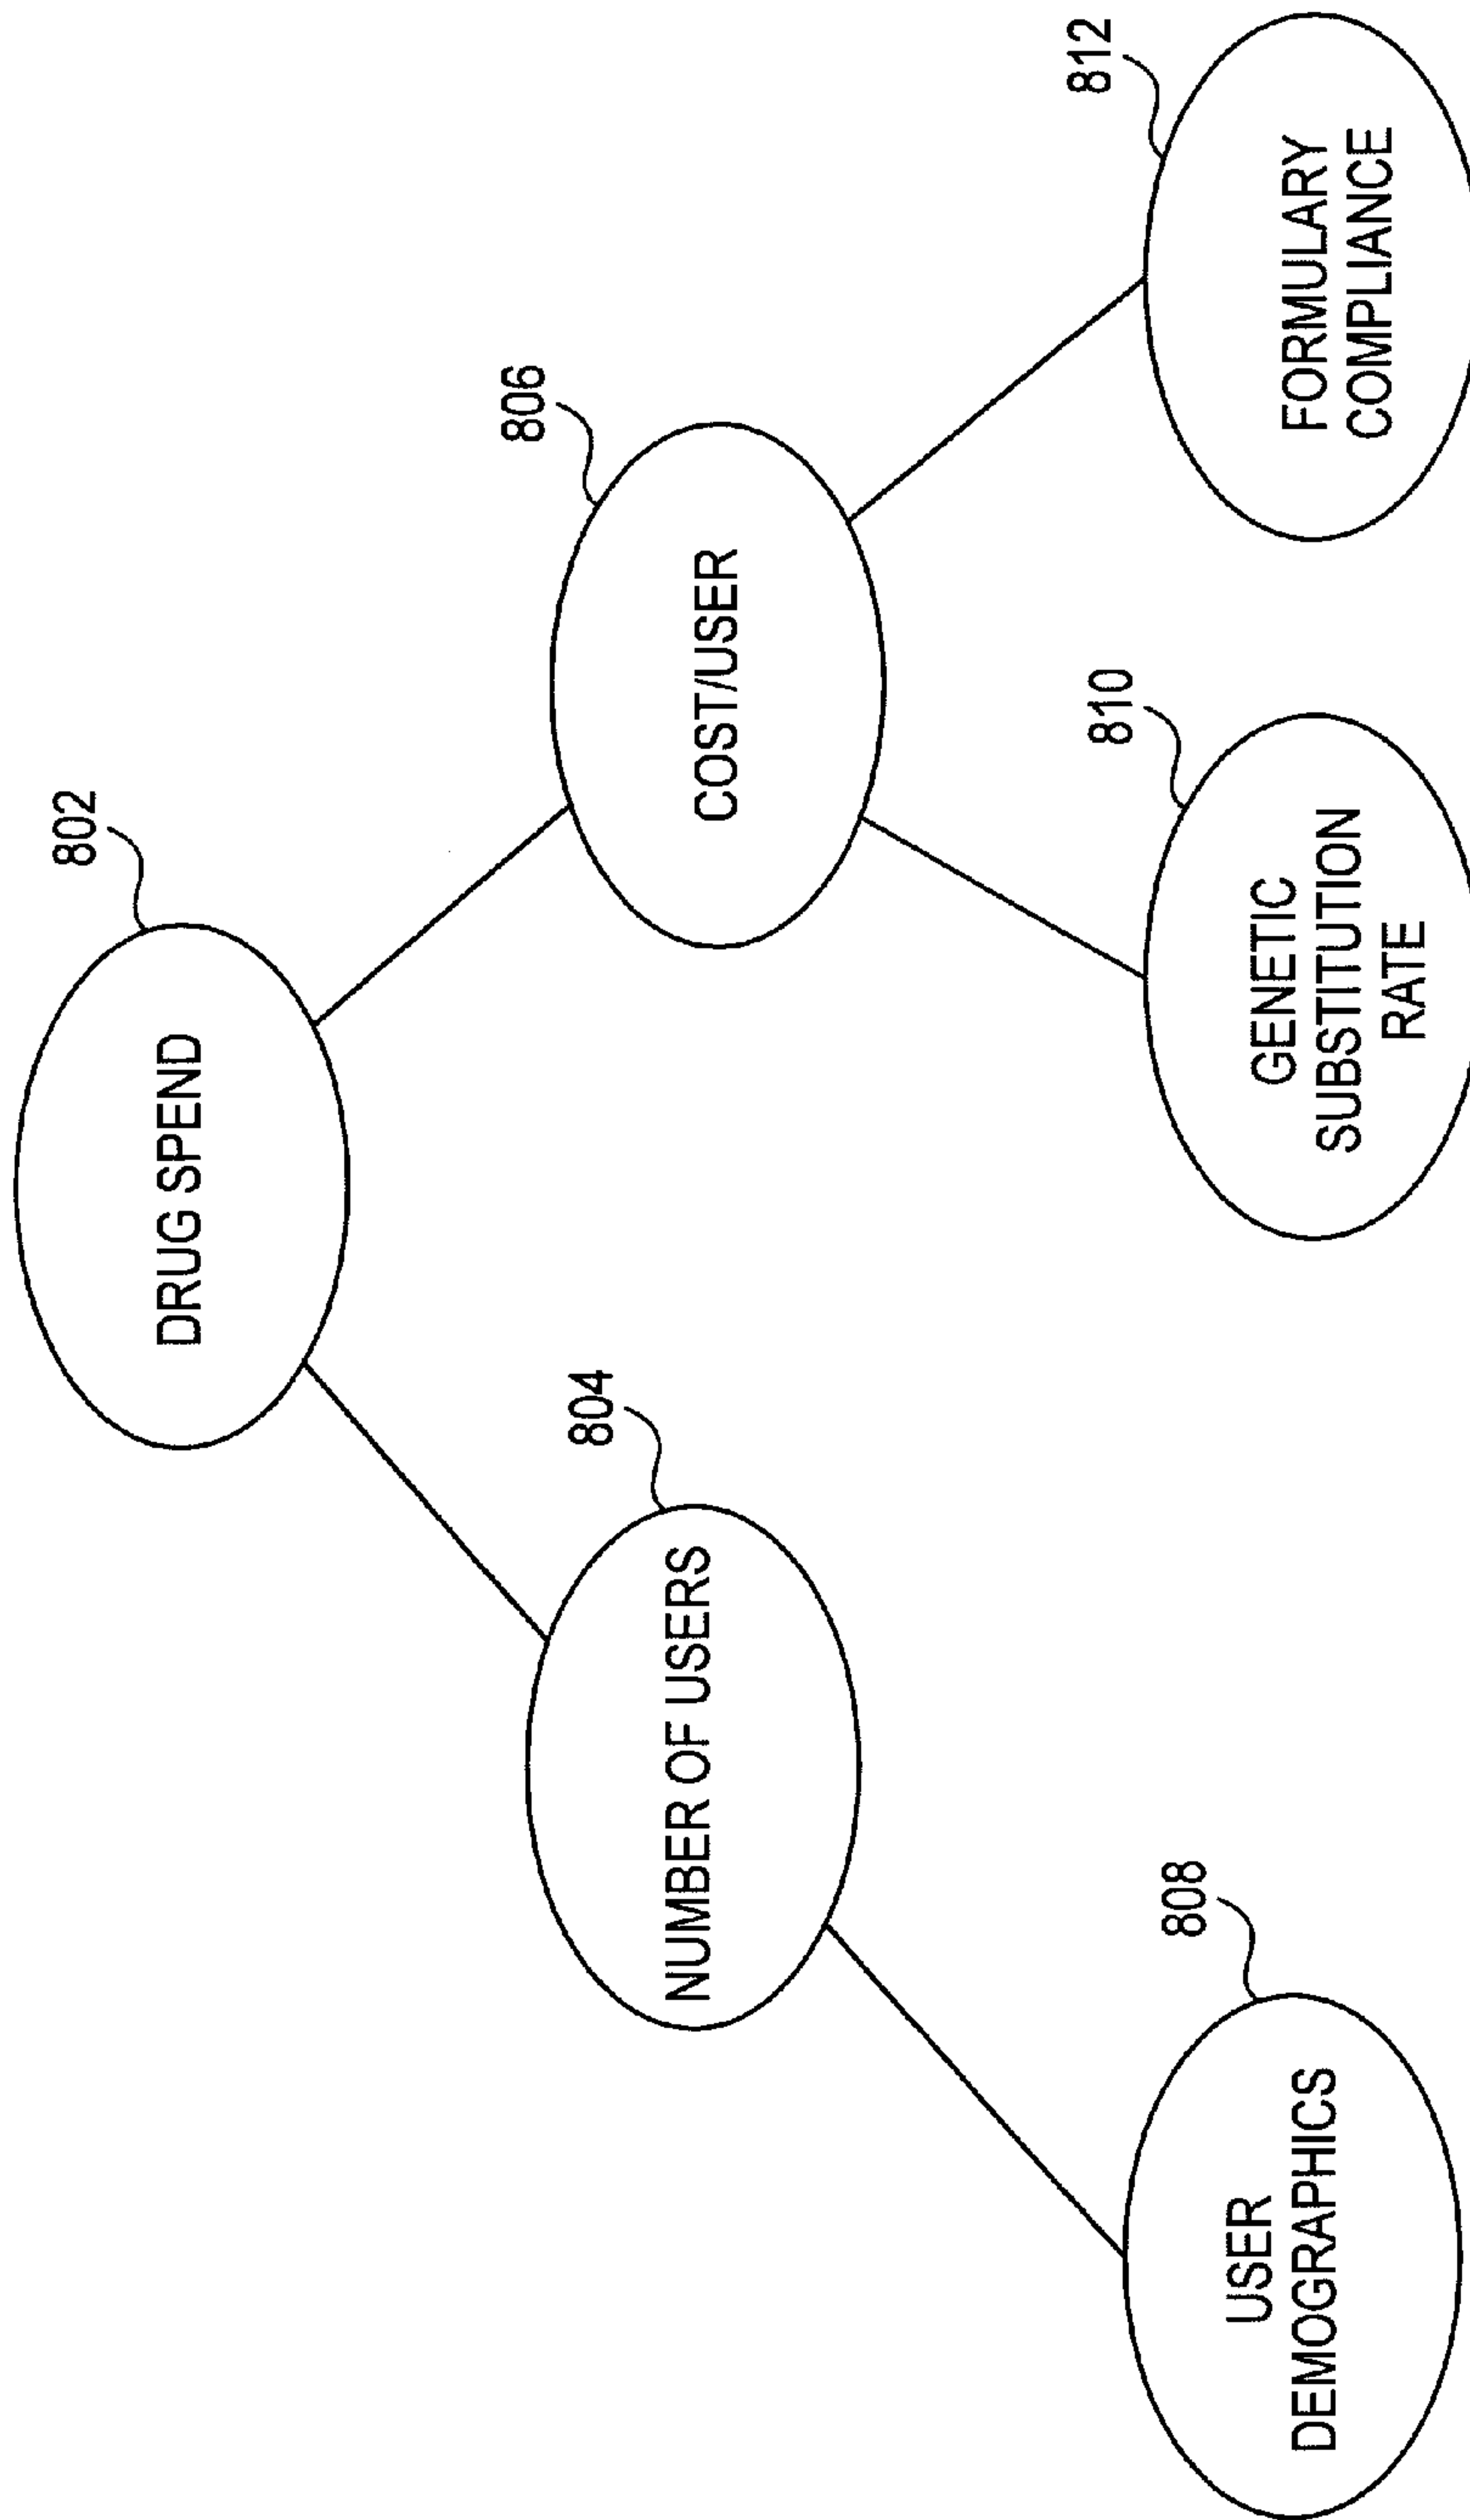 802
DRUG SPEND
804
NUMBER OF USERS
806
COST/USER
808
USER
DEMOGRAPHICS
810
GENETIC
SUBSTITUTION
RATE
812
FORMULARY
COMPLIANCE